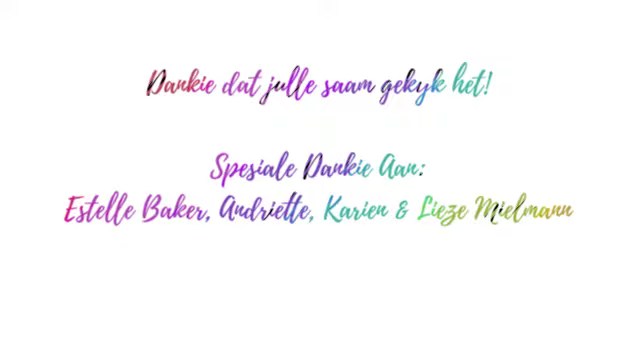 Dankie dat julle saam gekyk het!
Spesiale Dankie Aan:
Estelle Baker, Andriette, Karien & Lieze Mielmann